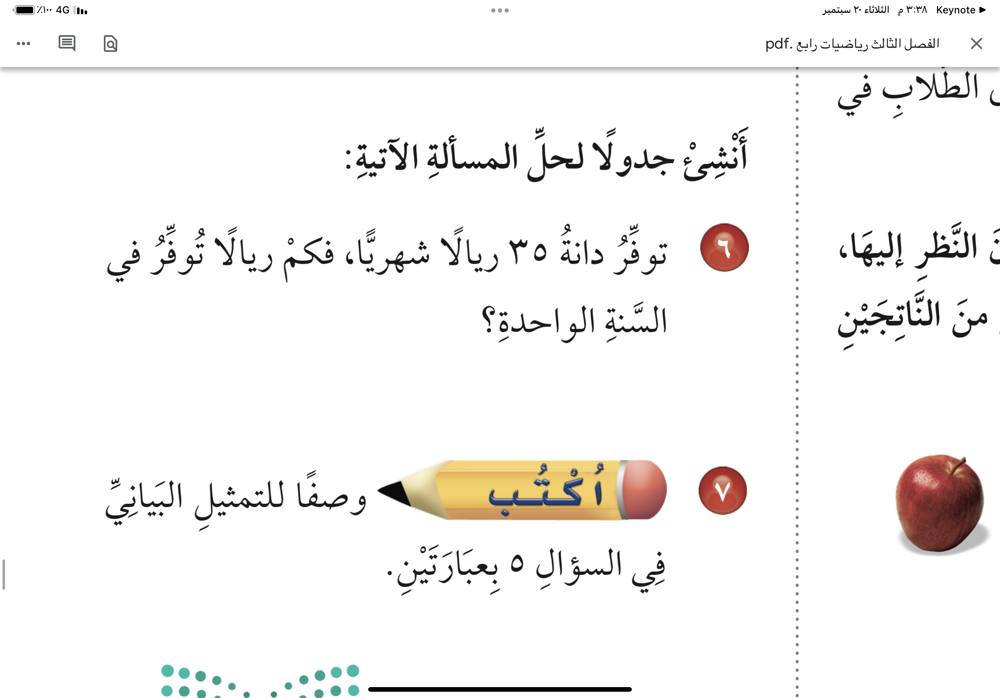 Keynote ٣:٣٨ م الثلاثاء ٢٠ سبتمبر
4G ٪١٠٠
الفصل الثالث رياضيات رابع .pdf
الطُّلابِ في
النَّظرِ إليهَا،
منَ النَّاتِجَيْنِ
أَنْشِئْ جدولًا لحلِّ المسألةِ الآتيةِ:
٦ توفِّرُ دانةُ ٣٥ ريالًا شهريًّا، فكمْ ريالًا تُوفِّرُ في
السَّنةِ الواحدةِ؟
٧ اُكْتُب وصفًا للتمثيلِ البَيانِيِّ
فِي السؤالِ ٥ بِعبَارَتَيْنِ.